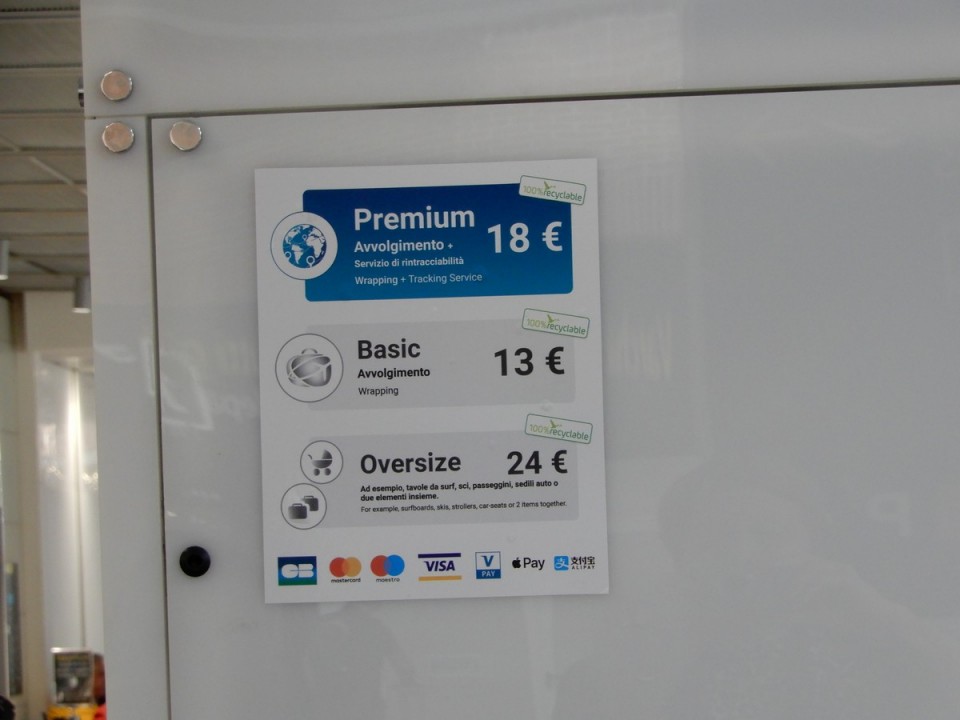 100% recyclable
Premium
18 €
Avvolgimento +
Servizio di rintracciabilità
Wrapping + Tracking Service
100% recyclable
Basic
13 €
Avvolgimento
Wrapping
100% recyclable
Oversize
24 €
Ad esempio, tavole da surf, sci, passeggini, sedili auto o
due elementi insieme.
For example, surfboards, skis, strollers, car-seats or 2 items together.
CB
mastercard
maestro
VISA
V PAY
Pay
支付宝
ALIPAY